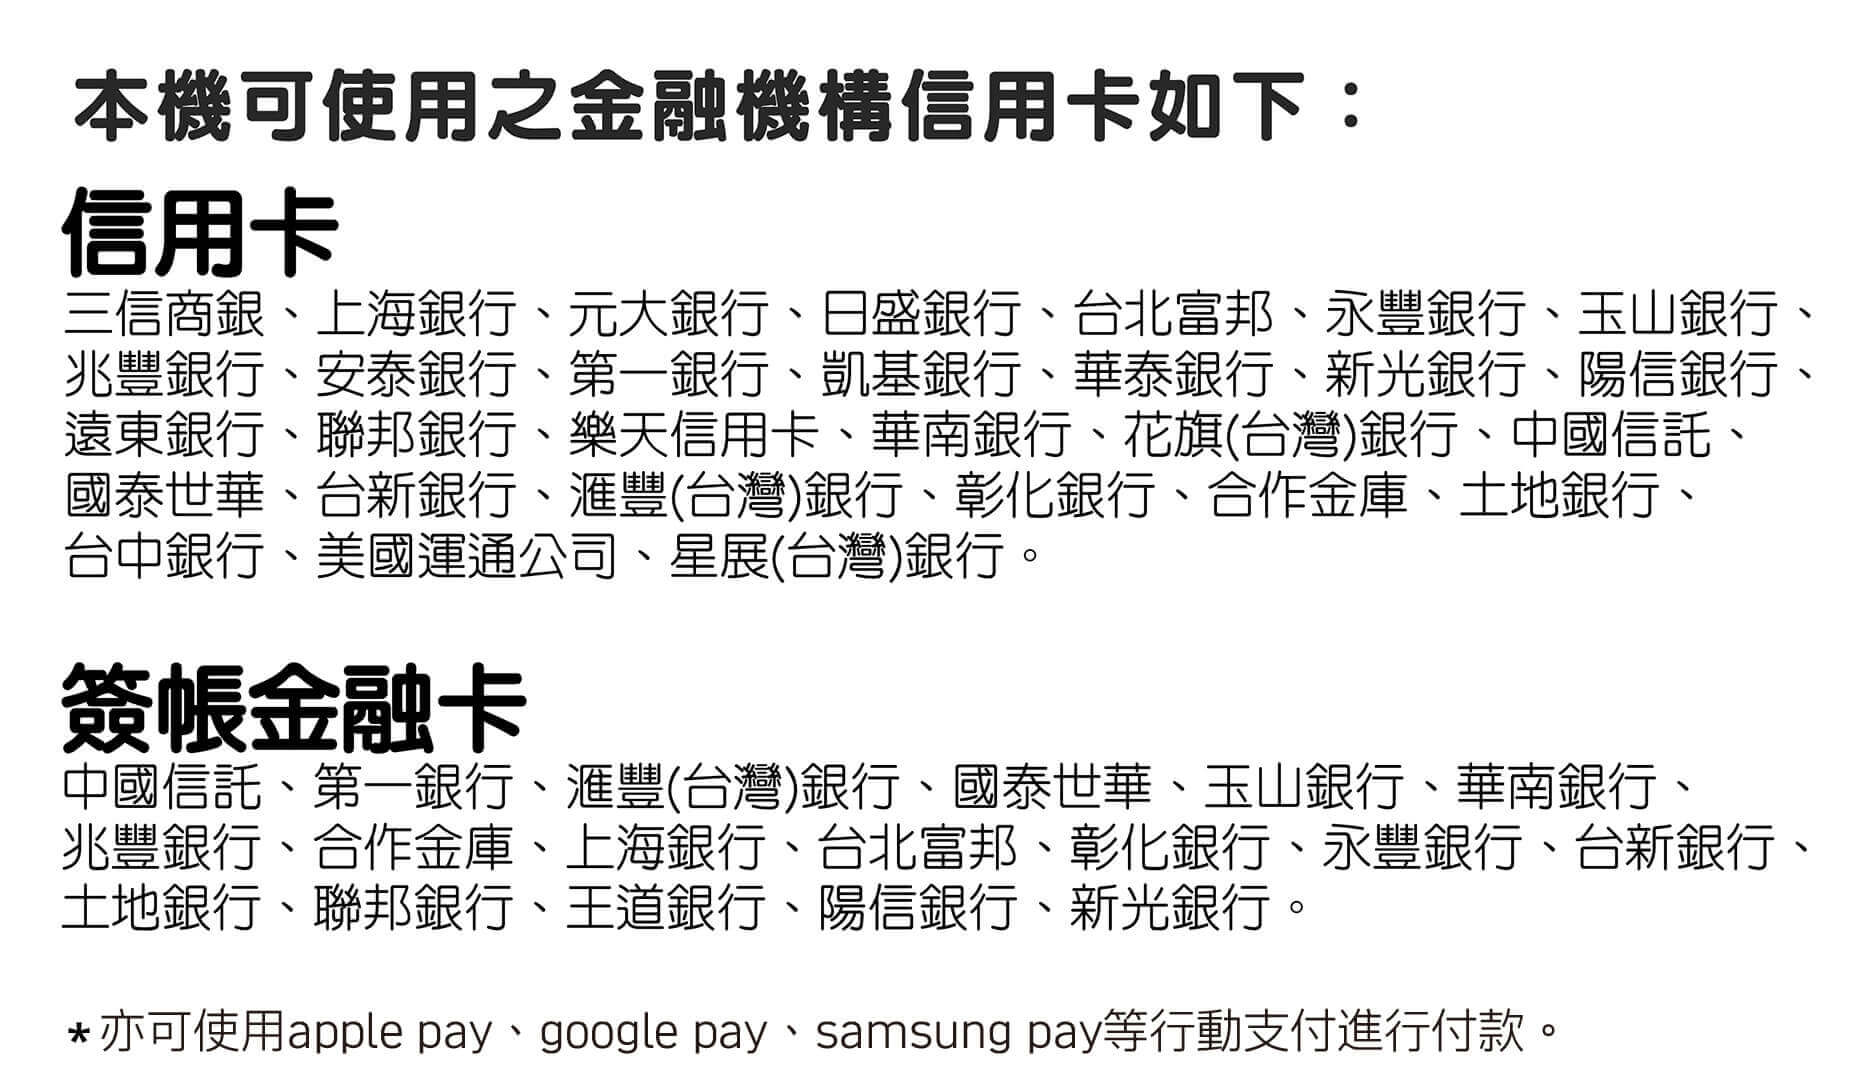 本機可使用之金融機構信用卡如下：
信用卡
三信商銀、上海銀行、元大銀行、日盛銀行、台北富邦、永豐銀行、玉山銀行、
兆豐銀行、安泰銀行、第一銀行、凱基銀行、華泰銀行、新光銀行、陽信銀行、
遠東銀行、聯邦銀行、樂天信用卡、華南銀行、花旗(台灣)銀行、中國信託、
國泰世華、台新銀行、滙豐(台灣)銀行、彰化銀行、合作金庫、土地銀行、
台中銀行、美國運通公司、星展(台灣)銀行。
簽帳金融卡
中國信託、第一銀行、滙豐(台灣)銀行、國泰世華、玉山銀行、華南銀行、
兆豐銀行、合作金庫、上海銀行、台北富邦、彰化銀行、永豐銀行、台新銀行、
土地銀行、聯邦銀行、王道銀行、陽信銀行、新光銀行。
*亦可使用apple pay、google pay、samsung pay等行動支付進行付款。